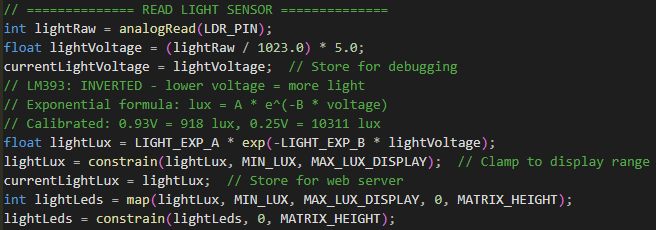 // ============== READ LIGHT SENSOR ==============
int lightRaw = analogRead(LDR_PIN);
float lightVoltage = (lightRaw / 1023.0) * 5.0;
currentLightVoltage = lightVoltage;  // Store for debugging
// LM393: INVERTED - lower voltage = more light
// Exponential formula: lux = A * e^(-B * voltage)
// Calibrated: 0.93V = 918 lux, 0.25V = 10311 lux
float lightLux = LIGHT_EXP_A * exp(-LIGHT_EXP_B * lightVoltage);
lightLux = constrain(lightLux, MIN_LUX, MAX_LUX_DISPLAY);  // Clamp to display range
currentLightLux = lightLux;  // Store for web server
int lightLeds = map(lightLux, MIN_LUX, MAX_LUX_DISPLAY, 0, MATRIX_HEIGHT);
lightLeds = constrain(lightLeds, 0, MATRIX_HEIGHT);